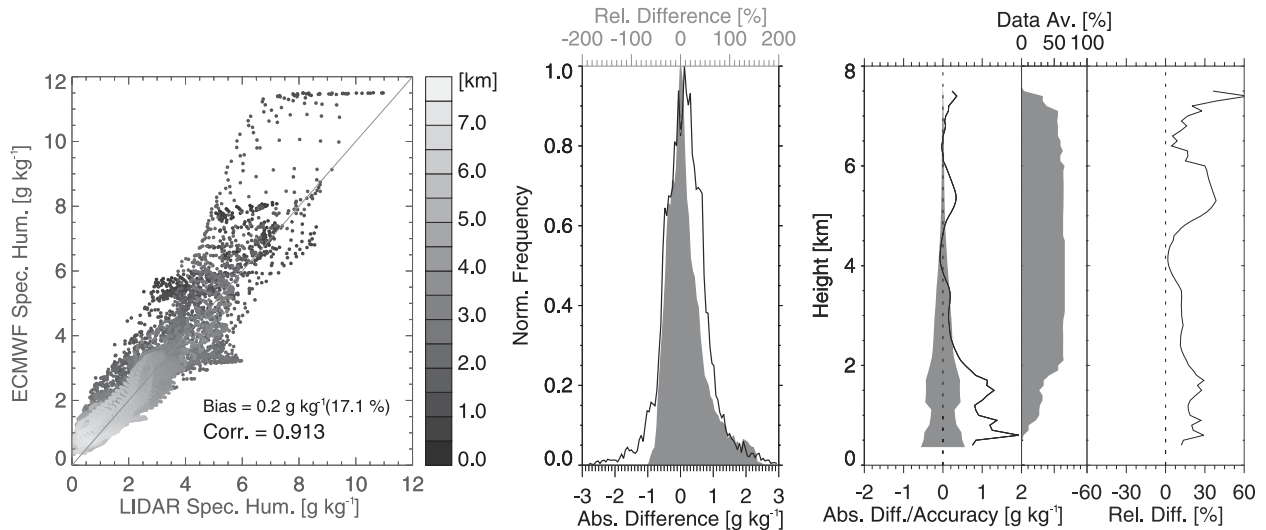 [km]
12
10
8
6
4
2
0
ECMWF Spec. Hum. [g kg⁻¹]
Bias = 0.2 g kg⁻¹(17.1 %)
Corr. = 0.913
0 2 4 6 8 10 12
LIDAR Spec. Hum. [g kg⁻¹]
7.0
6.0
5.0
4.0
3.0
2.0
1.0
0.0
Rel. Difference [%]
-200 -100 0 100 200
1.0
0.8
0.6
0.4
0.2
0.0
Norm. Frequency
-3 -2 -1 0 1 2 3
Abs. Difference [g kg⁻¹]
Data Av. [%]
0 50 100
8
6
4
2
0
Height [km]
-2 -1 0 1 2
Abs. Diff./Accuracy [g kg⁻¹]
-60 -30 0 30 60
Rel. Diff. [%]